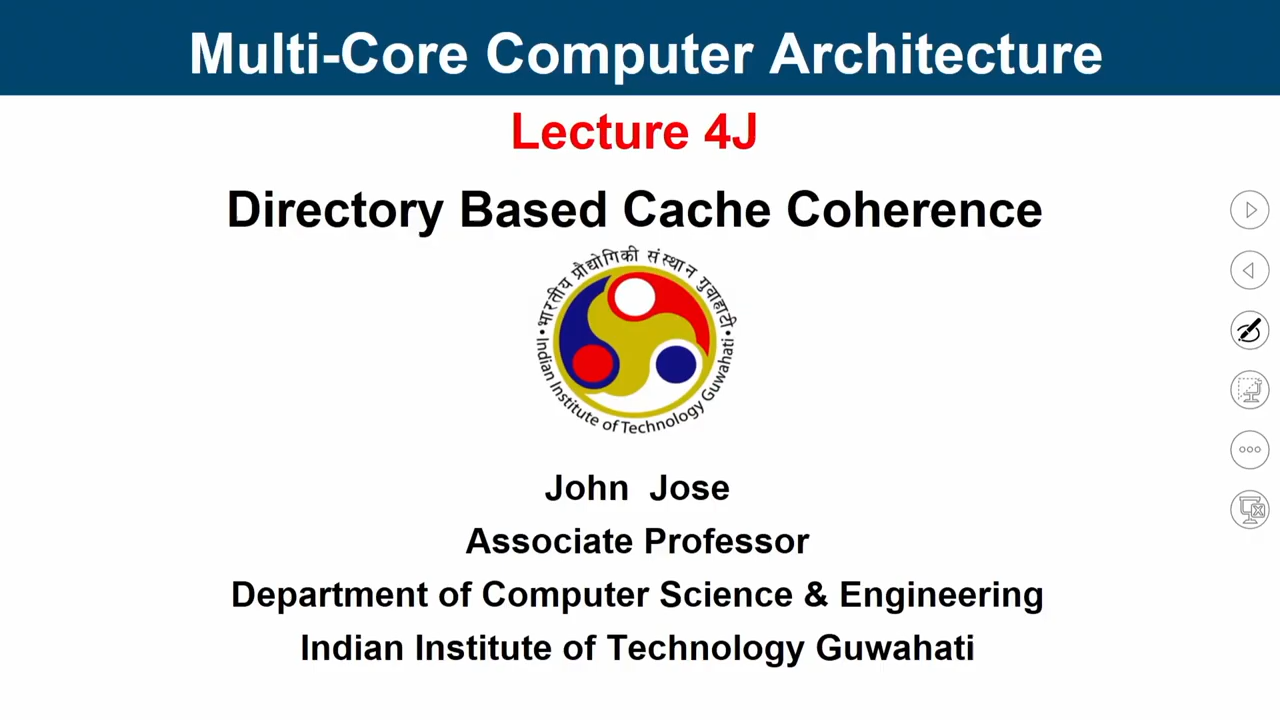 Multi-Core Computer Architecture
Lecture 4J
Directory Based Cache Coherence
भारतीय प्रौद्योगिकी संस्थान गुवाहाटी
Indian Institute of Technology Guwahati
John Jose
Associate Professor
Department of Computer Science & Engineering
Indian Institute of Technology Guwahati